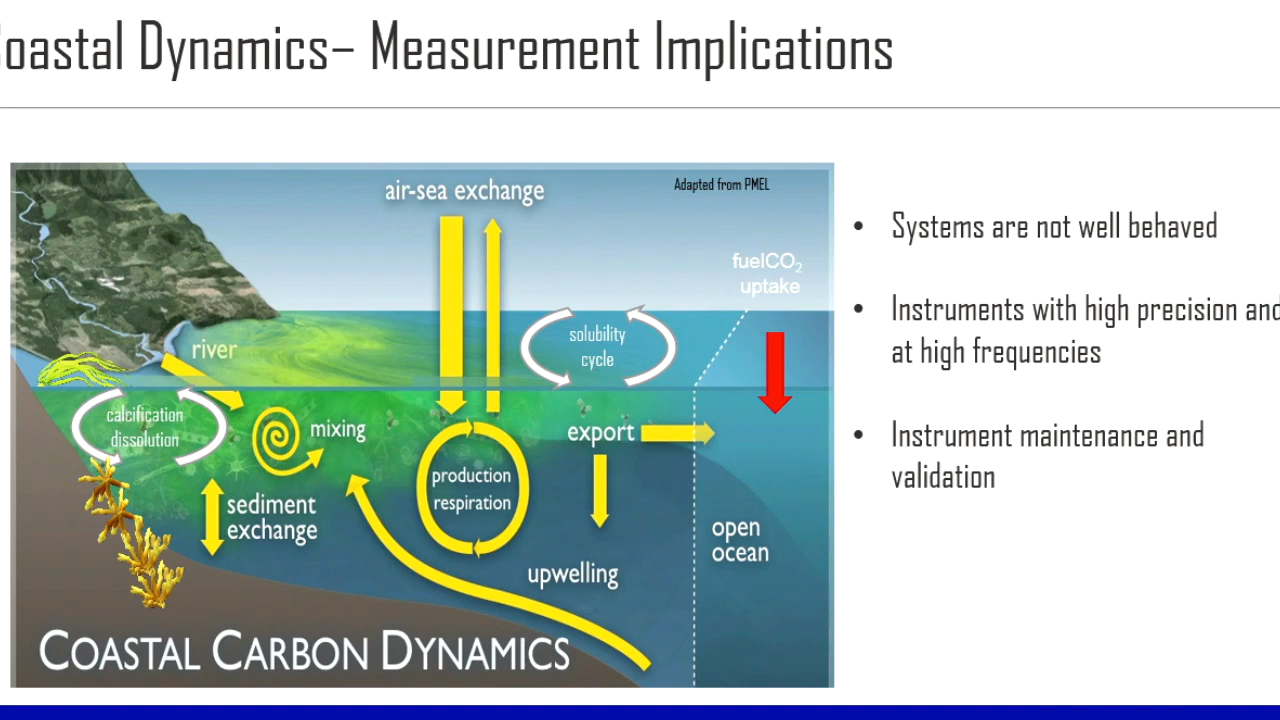 oastal Dynamics– Measurement Implications
air-sea exchange
Adapted from PMEL
fuelCO₂
uptake
solubility
cycle
river
calcification
dissolution
mixing
export
production
respiration
sediment
exchange
open
ocean
upwelling
COASTAL CARBON DYNAMICS
• Systems are not well behaved
• Instruments with high precision and
at high frequencies
• Instrument maintenance and
validation